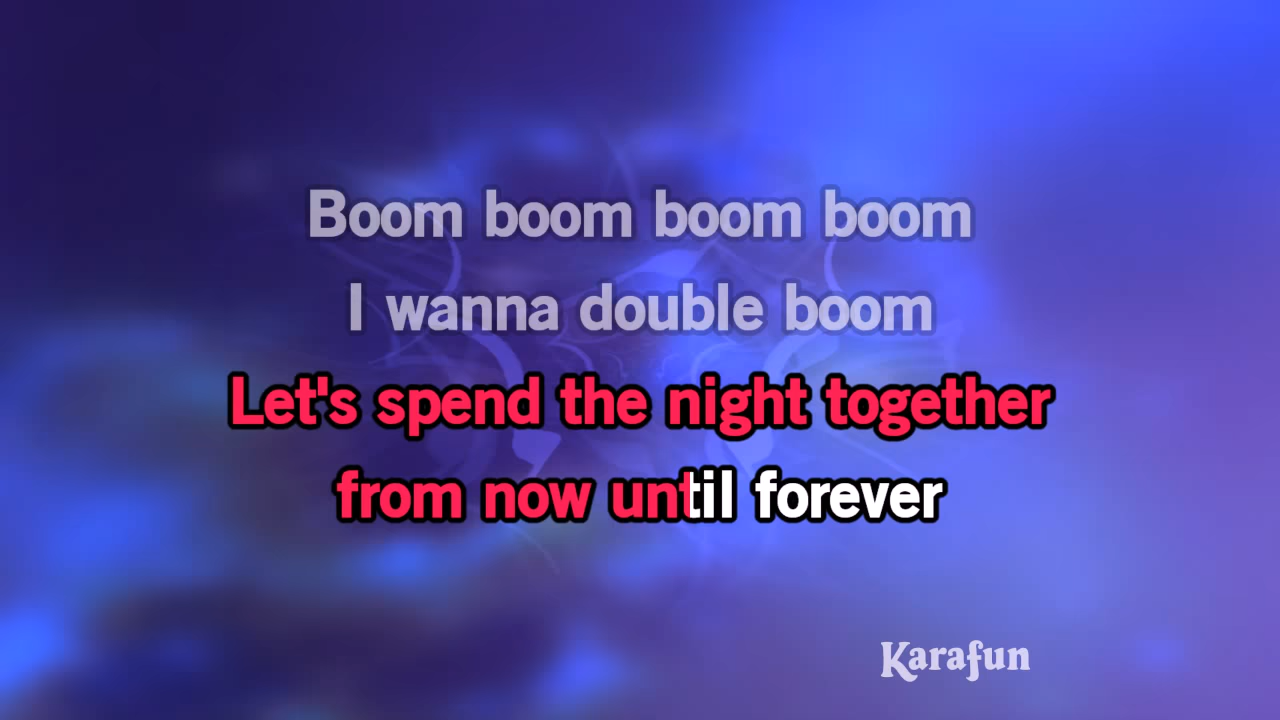 Boom boom boom boom
I wanna double boom
Let's spend the night together
from now until forever
Karafun